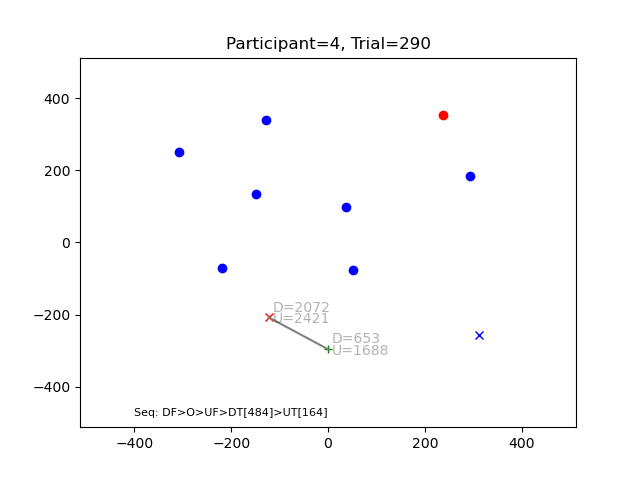 Participant=4, Trial=290
400
200
0
−200
−400
D=2072
U=2421
D=653
U=1688
Seq: DF>O>UF>DT[484]>UT[164]
−400 −200 0 200 400